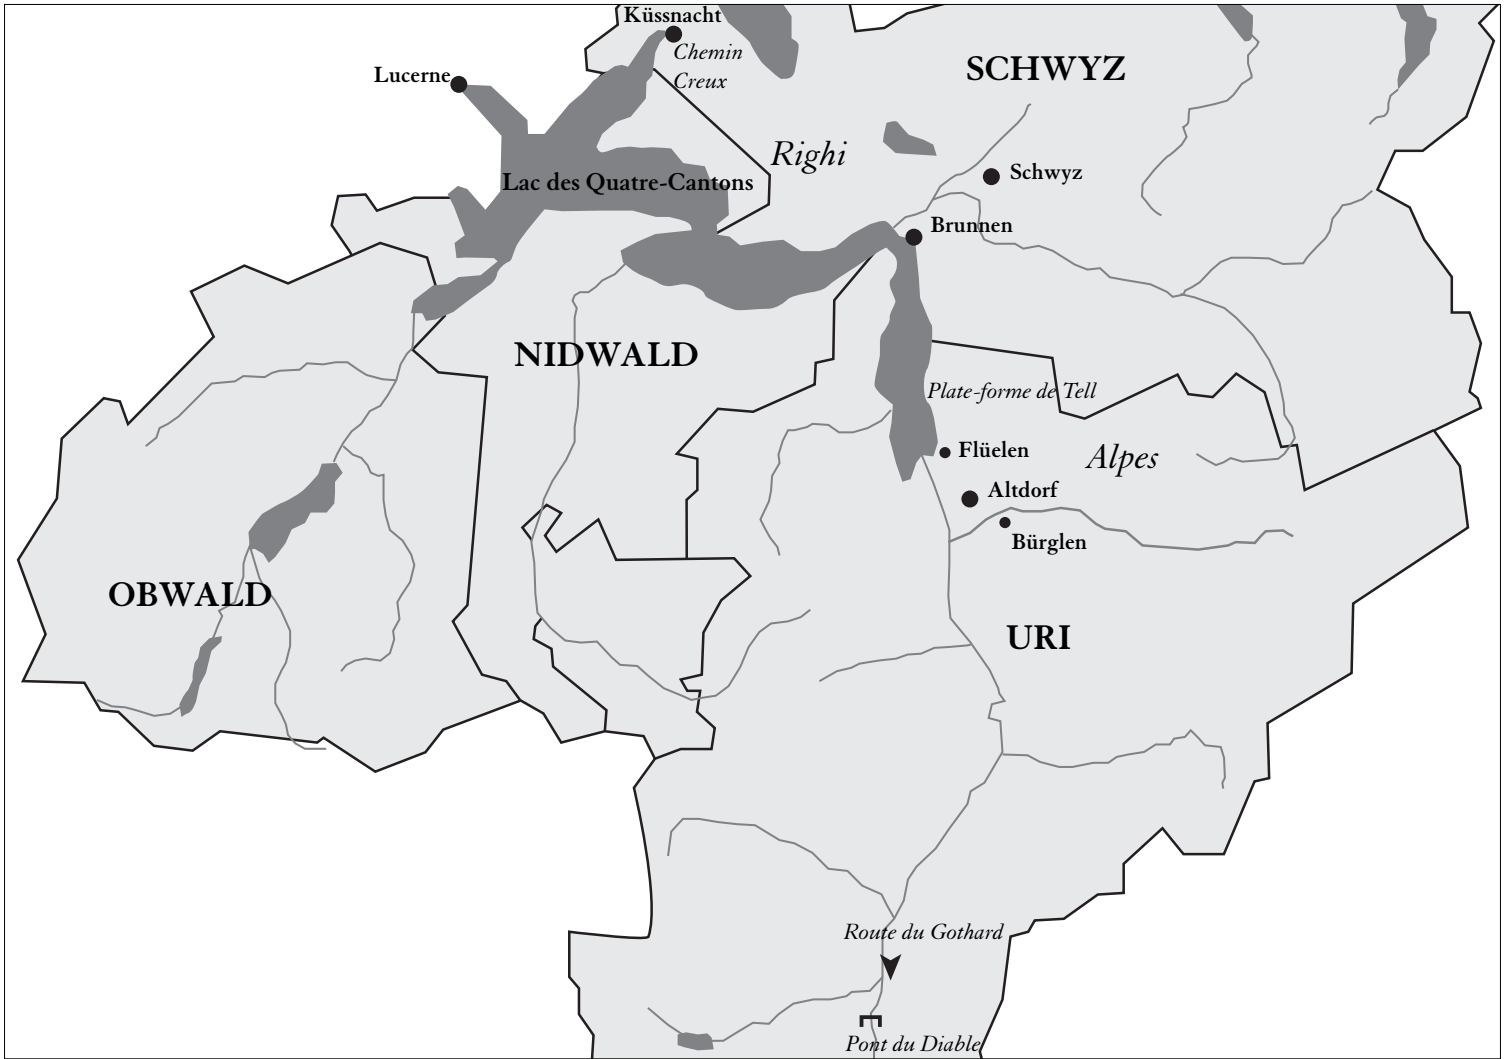 Küssnacht
Chemin
Creux
Lucerne
SCHWYZ
Righi
Schwyz
Lac des Quatre-Cantons
Brunnen
NIDWALD
Plate-forme de Tell
Flüelen
Alpes
Altdorf
Bürglen
OBWALD
URI
Route du Gothard
Pont du Diable